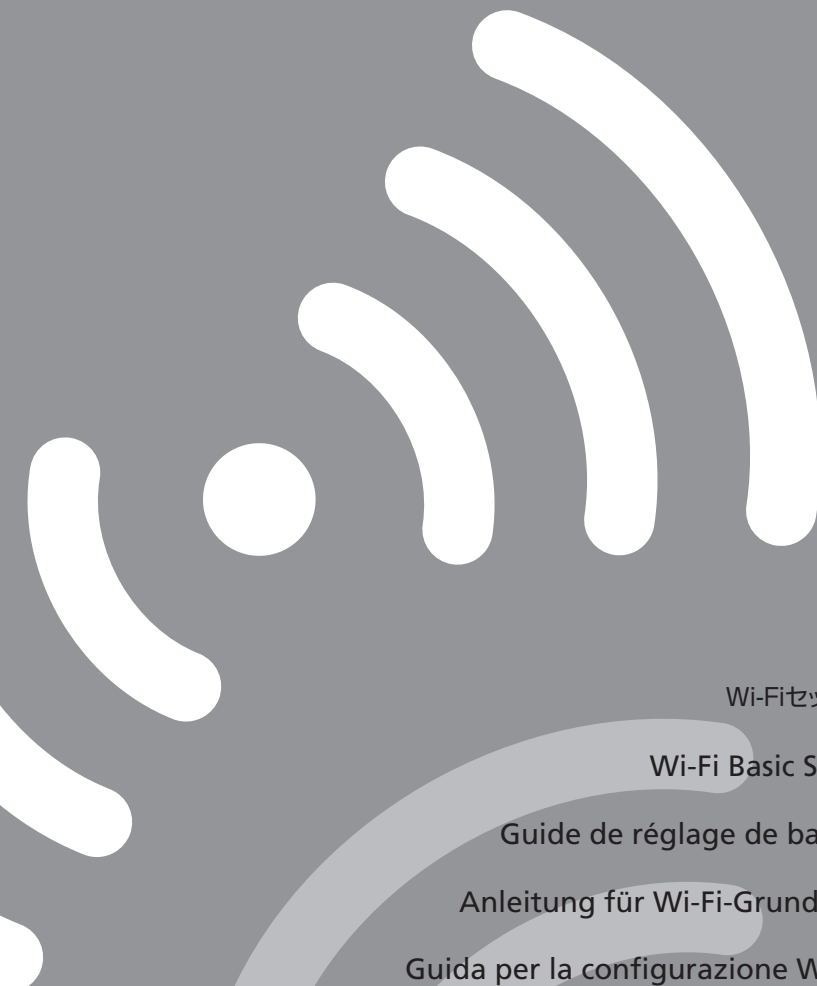 Wi-Fiセッ
Wi-Fi Basic S
Guide de réglage de ba
Anleitung für Wi-Fi-Grund
Guida per la configurazione W